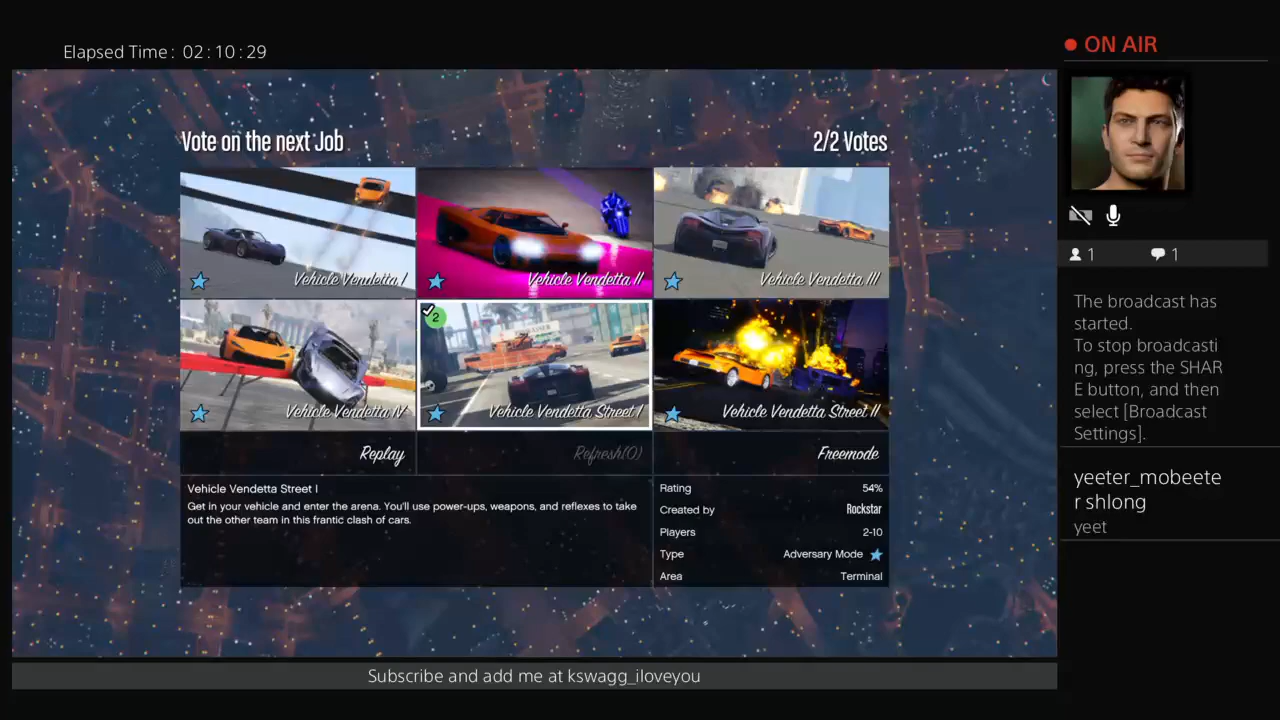 Elapsed Time: 02:10:29
ON AIR
Vote on the next Job
2/2 Votes
Vehicle Vendetta I
Vehicle Vendetta II
Vehicle Vendetta III
Vehicle Vendetta IV
2
Vehicle Vendetta Street I
Vehicle Vendetta Street II
Replay
Refresh(0)
Freemode
Vehicle Vendetta Street I
Get in your vehicle and enter the arena. You'll use power-ups, weapons, and reflexes to take
out the other team in this frantic clash of cars.
Rating 54%
Created by Rockstar
Players 2-10
Type Adversary Mode
Area Terminal
1 1
The broadcast has
started.
To stop broadcasti
ng, press the SHAR
E button, and then
select [Broadcast
Settings].
yeeter_mobeete
r shlong
yeet
Subscribe and add me at kswagg_iloveyou